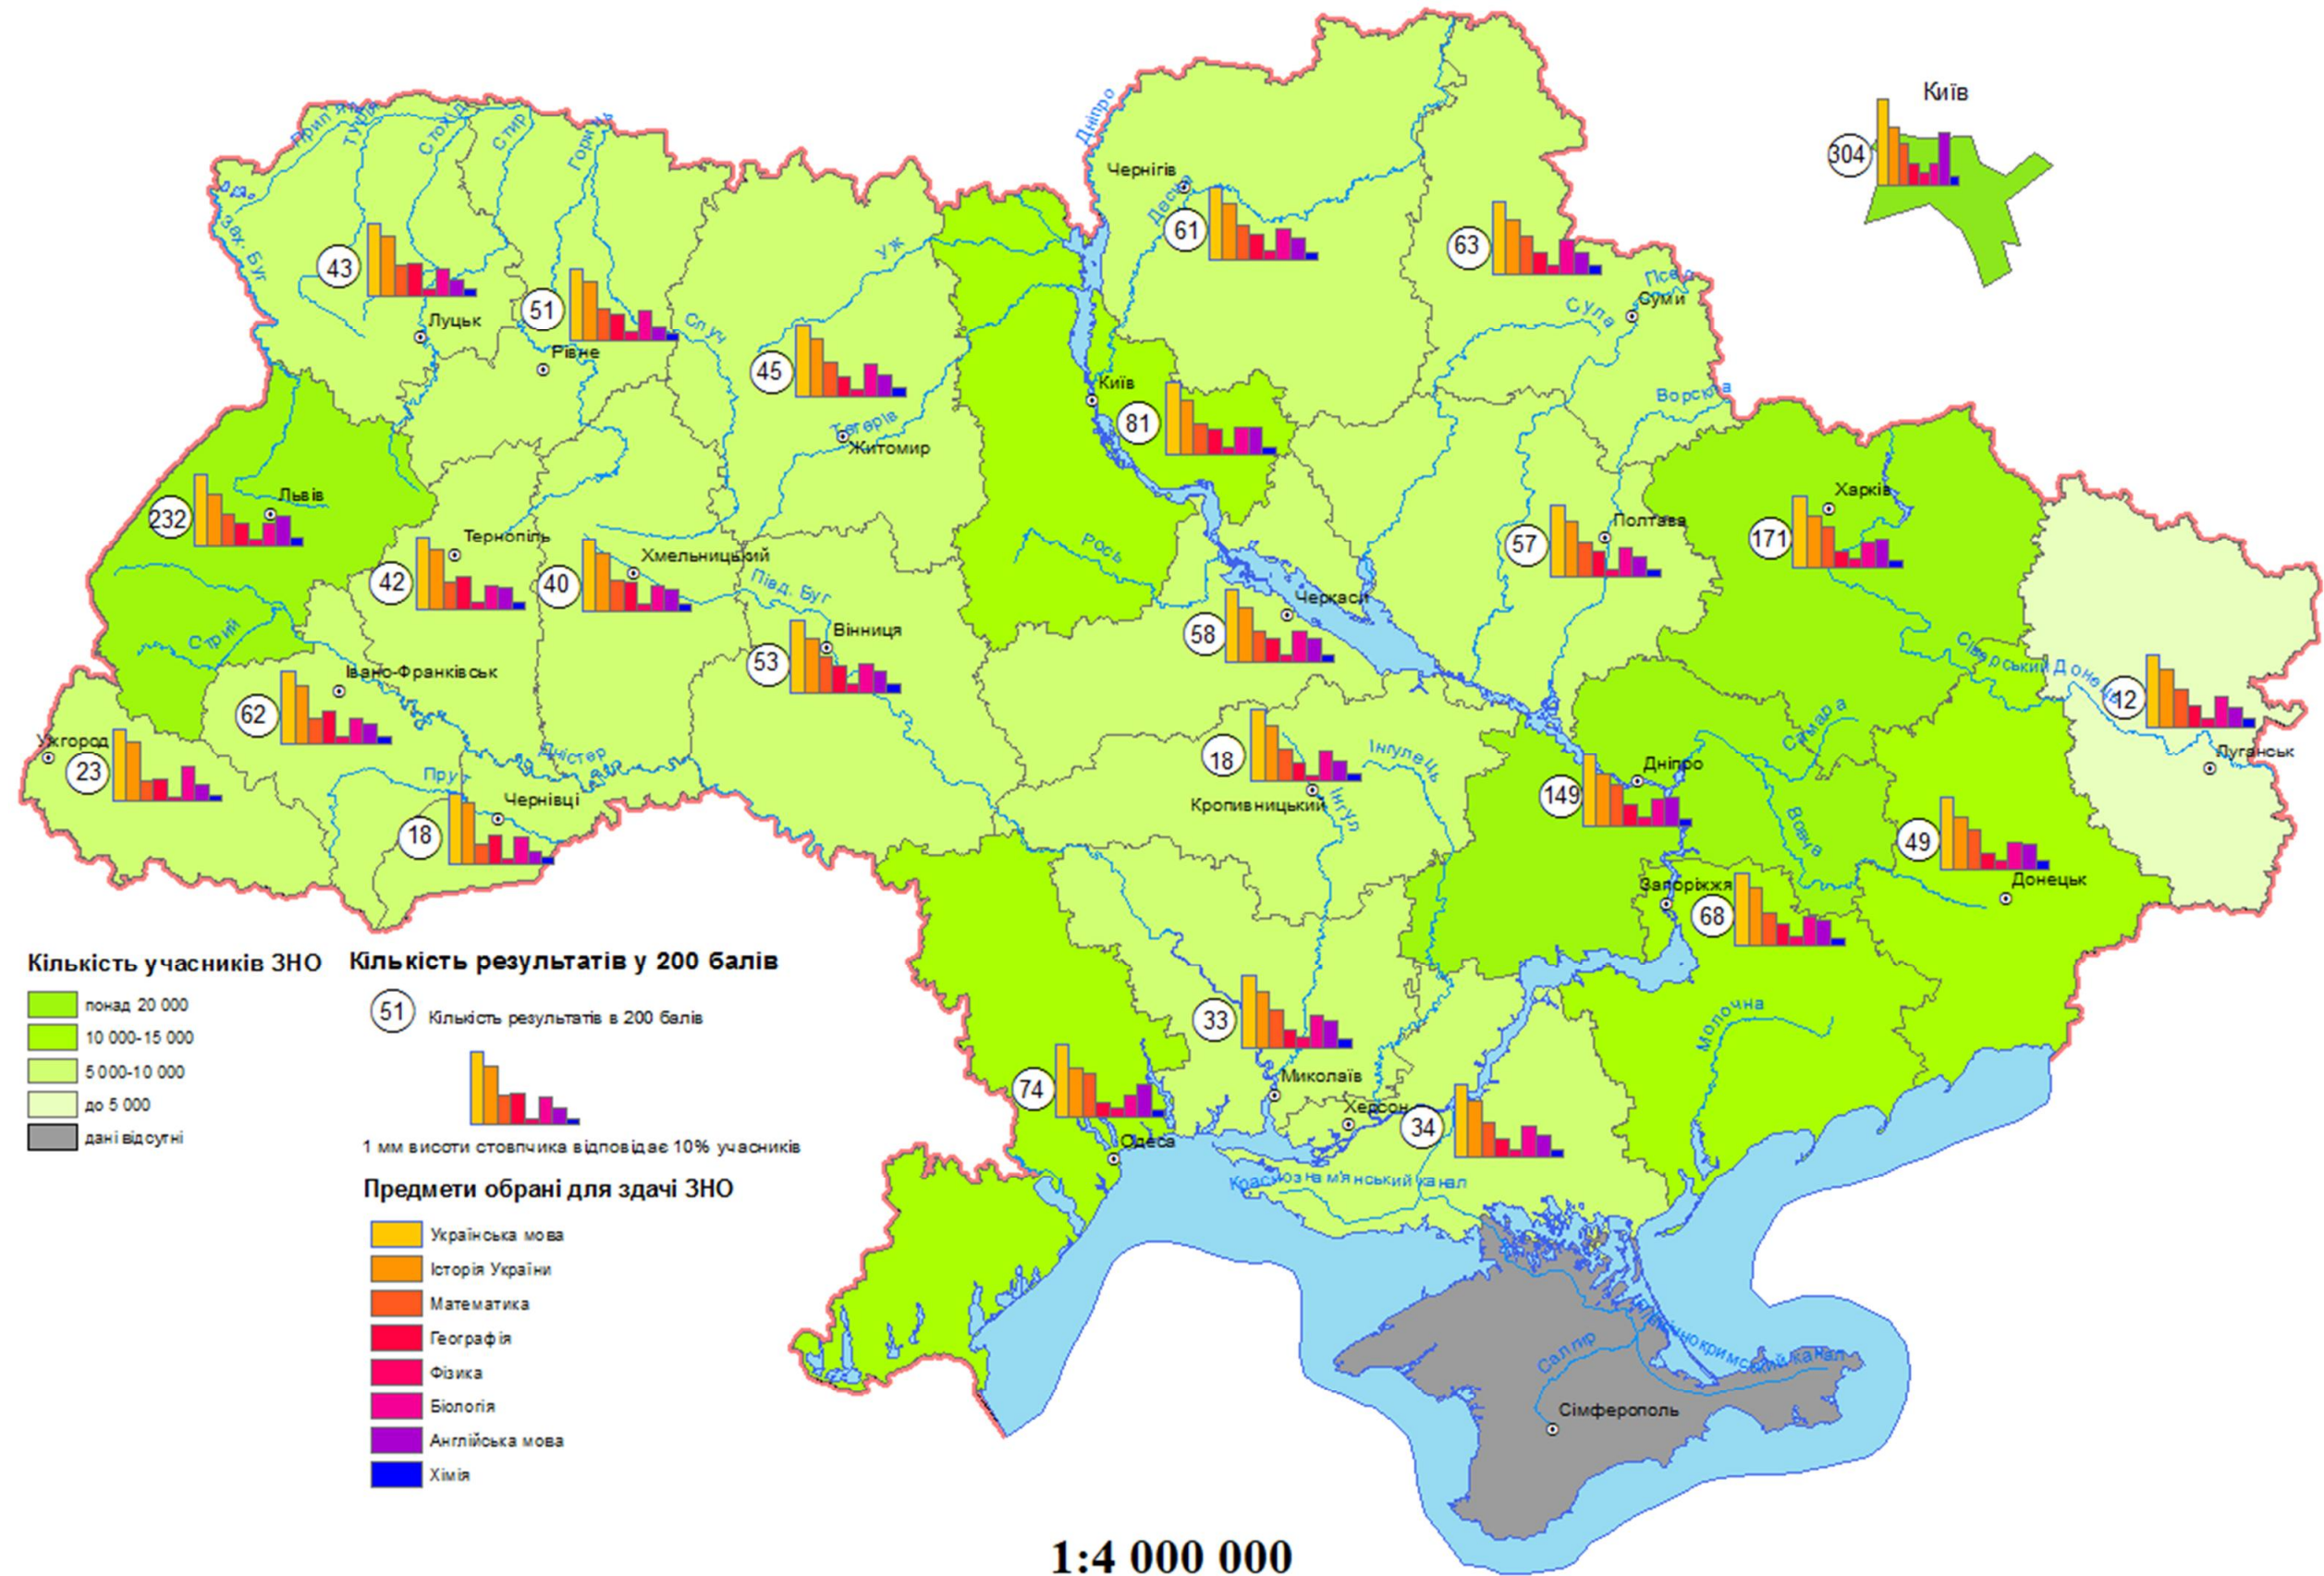 Київ
304
Дніпро
Прип'ять
Турія
Стохід
Стир
Горинь
Чернігів
Десна
61
63
Зах. Буг
43
Уж
Псел
Суми
Сула
51
Луцьк
Случ
Рівне
45
Київ
Ворскла
81
Тетерів
Житомир
Львів
232
Харків
171
Полтава
57
Тернопіль
42
Хмельницький
40
Рось
Півд. Буг
Черкаси
58
Вінниця
53
Стрий
Сіверський Донець
12
Івано-Франківськ
62
Самара
Ужгород
23
Дністер
Прут
Чернівці
18
18
Інгулець
Кропивницький
Інгул
Дніпро
149
Вовча
Луганськ
49
Донецьк
Запоріжжя
68
Молочна
33
Миколаїв
74
Херсон
34
Одеса
Краснознам'янський канал
Північнокримський канал
Салгир
Сімферополь
Кількість учасників ЗНО
понад 20 000
10 000-15 000
5 000-10 000
до 5 000
дані відсутні
Кількість результатів у 200 балів
51
Кількість результатів в 200 балів
1 мм висоти стовпчика відповідає 10% учасників
Предмети обрані для здачі ЗНО
Українська мова
Історія України
Математика
Географія
Фізика
Біологія
Англійська мова
Хімія
1:4 000 000